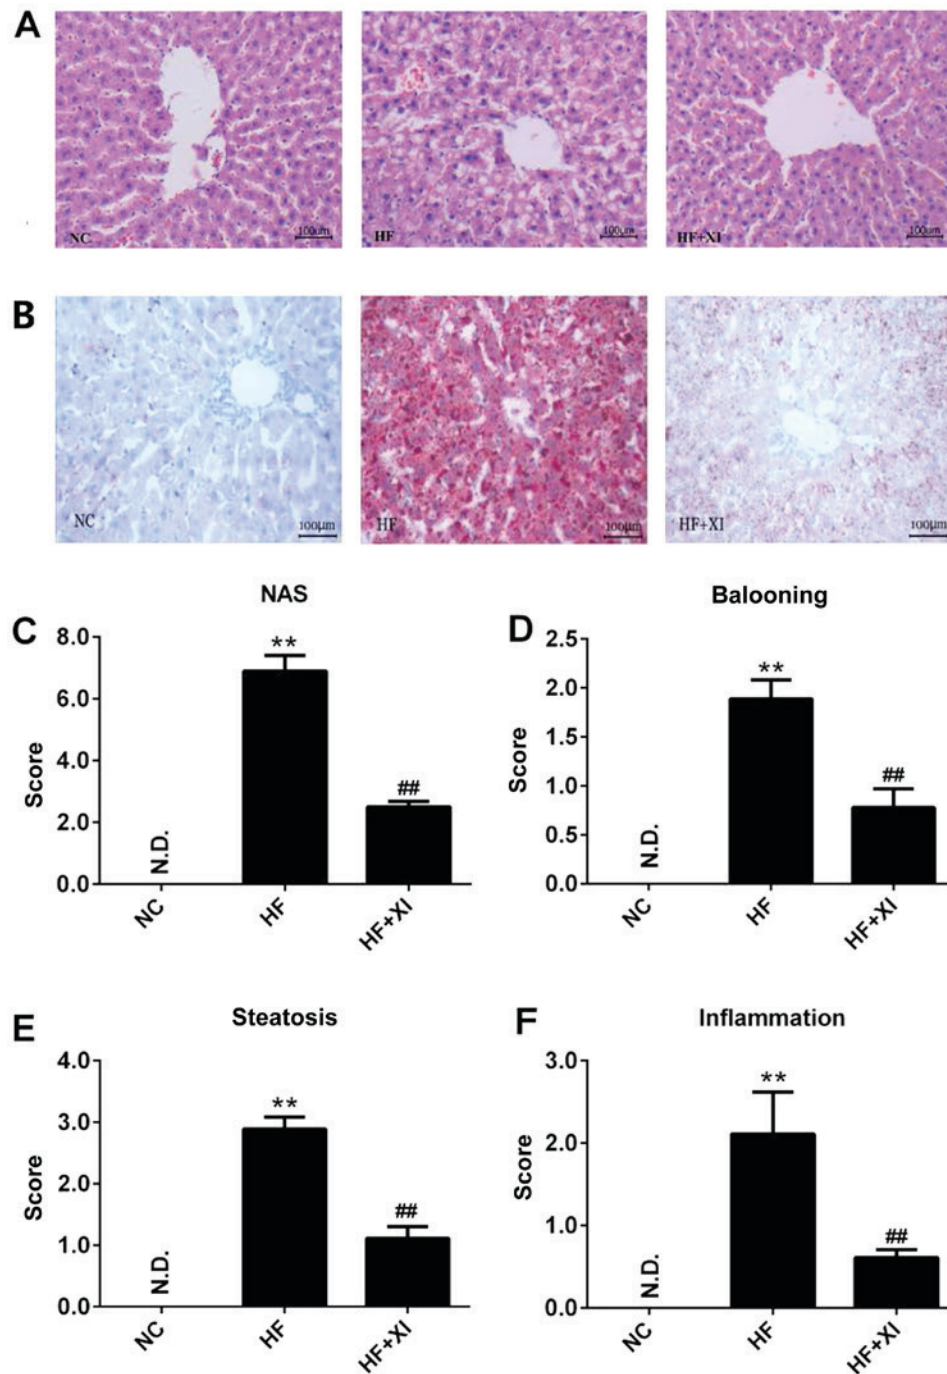 A
NC
100um
HF
100um
HF+XI
100um
B
NC
100μm
HF
100μm
HF+XI
100μm
C
NAS
Score
8.0
6.0
4.0
2.0
0.0
N.D.
**
##
NC
HF
HF+XI
D
Balooning
Score
2.5
2.0
1.5
1.0
0.5
0.0
N.D.
**
##
NC
HF
HF+XI
E
Steatosis
Score
4.0
3.0
2.0
1.0
0.0
N.D.
**
##
NC
HF
HF+XI
F
Inflammation
Score
3.0
2.0
1.0
0.0
N.D.
**
##
NC
HF
HF+XI